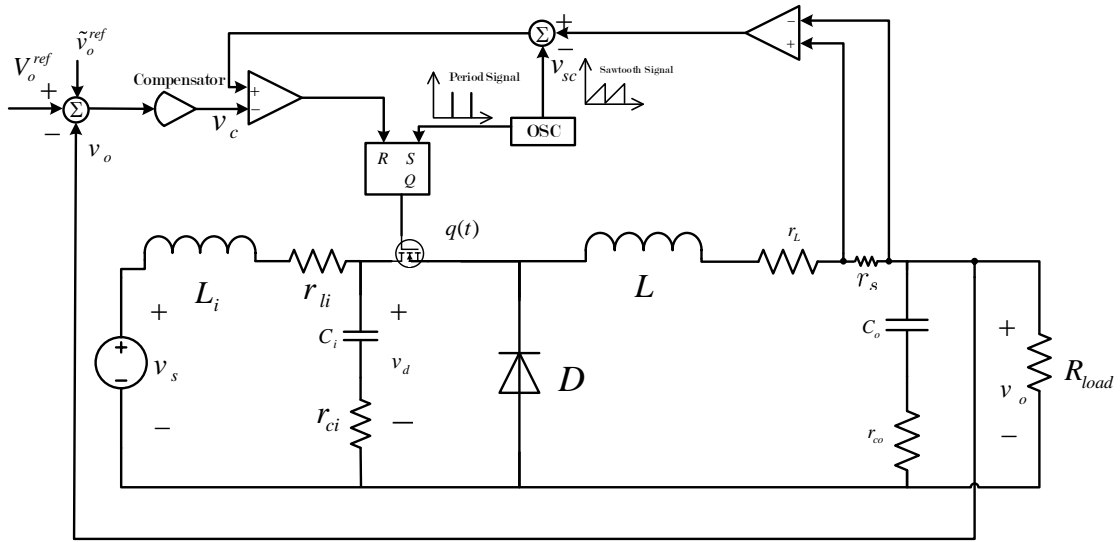 ṽ_o^ref
V_o^ref
+
Σ
−
v_o
Compensator
v_c
+
−
Period Signal
+
Σ
−
v_sc
Sawtooth Signal
−
+
OSC
R S
Q
q(t)
L_i
r_li
L
r_L
r_s
+
v_s
−
+
−
C_i
r_ci
+
v_d
−
D
C_o
r_co
+
v_o
−
R_load